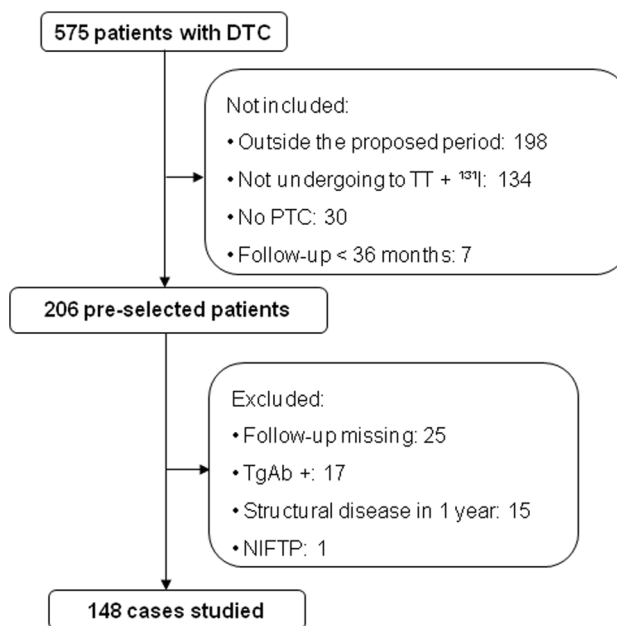 575 patients with DTC
Not included:
• Outside the proposed period: 198
• Not undergoing to TT + ¹³¹I: 134
• No PTC: 30
• Follow-up < 36 months: 7
206 pre-selected patients
Excluded:
• Follow-up missing: 25
• TgAb +: 17
• Structural disease in 1 year: 15
• NIFTP: 1
148 cases studied